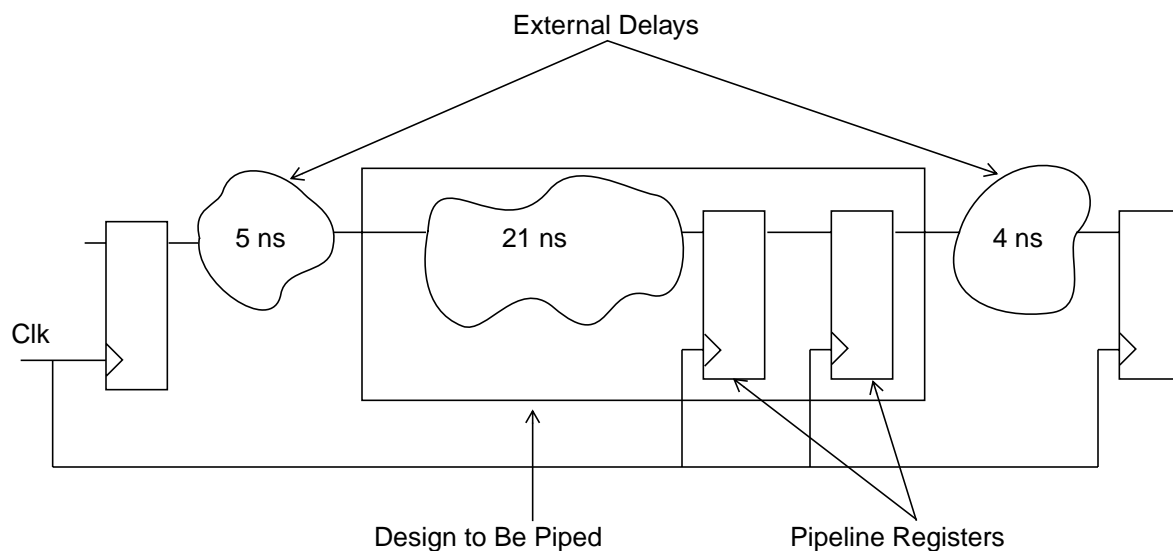 External Delays
5 ns
21 ns
4 ns
Clk
Design to Be Piped
Pipeline Registers